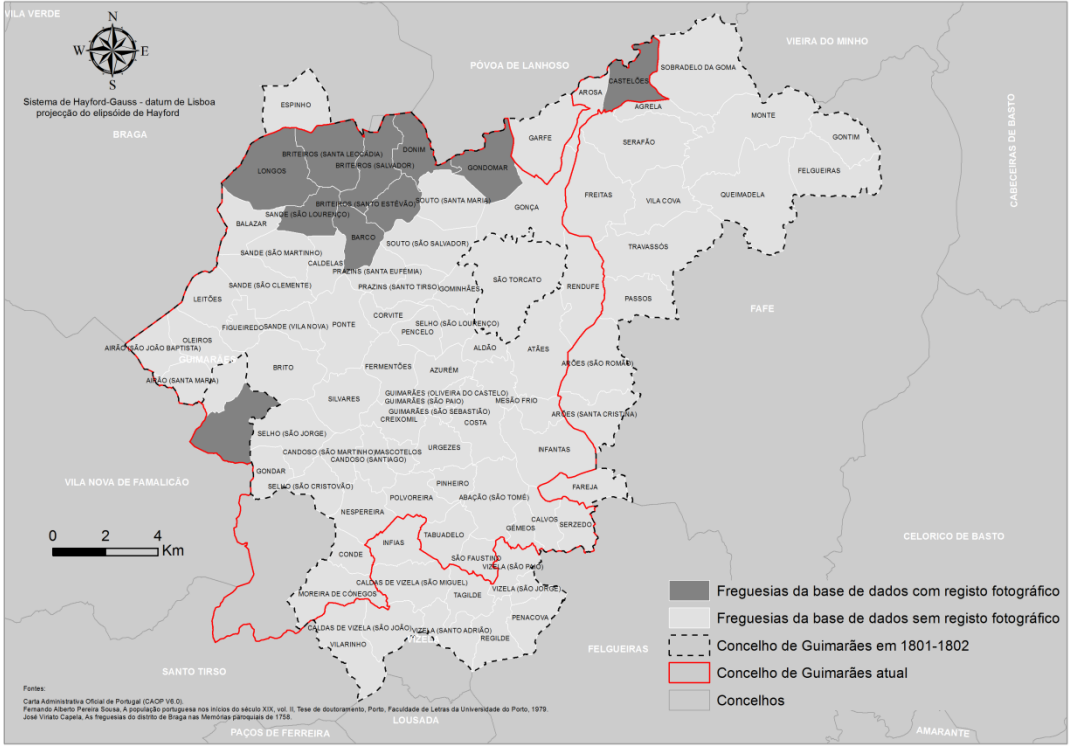 VILA VERDE
N
W
E
S
Sistema de Hayford-Gauss - datum de Lisboa
projecção do elipsóide de Hayford
BRAGA
PÓVOA DE LANHOSO
VIEIRA DO MINHO
CABECEIRAS DE BASTO
ESPINHO
CASTELÕES
SOBRADELO DA GOMA
AROSA
AGRELA
MONTE
GARFE
SERAFÃO
GONTIM
FELGUEIRAS
DONIM
BRITEIROS (SANTA LEOCÁDIA)
BRITEIROS (SALVADOR)
LONGOS
GONDOMAR
FREITAS
VILA COVA
QUEIMADELA
BRITEIROS (SANTO ESTÊVÃO)
SOUTO (SANTA MARIA)
GONÇA
SANDE (SÃO LOURENÇO)
BALAZAR
BARCO
SOUTO (SÃO SALVADOR)
TRAVASSÓS
SANDE (SÃO MARTINHO)
CALDELAS
PRAZINS (SANTA EUFÉMIA)
SÃO TORCATO
SANDE (SÃO CLEMENTE)
PRAZINS (SANTO TIRSO)
GOMINHÃES
RENDUFE
LEITÕES
PASSOS
FAFE
CORVITE
FIGUEIREDO
SANDE (VILA NOVA)
PONTE
SELHO (SÃO LOURENÇO)
PENCELO
OLEIROS
AIRÃO (SÃO JOÃO BAPTISTA)
ALDÃO
ATÃES
GUIMARÃES
ARÕES (SÃO ROMÃO)
BRITO
FERMENTÕES
AZURÉM
AIRÃO (SANTA MARIA)
GUIMARÃES (OLIVEIRA DO CASTELO)
SILVARES
GUIMARÃES (SÃO PAIO)
MESÃO FRIO
GUIMARÃES (SÃO SEBASTIÃO)
ARÕES (SANTA CRISTINA)
CREIXOMIL
COSTA
SELHO (SÃO JORGE)
URGEZES
INFANTAS
CANDOSO (SÃO MARTINHO)
MASCOTELOS
CANDOSO (SANTIAGO)
GONDAR
VILA NOVA DE FAMALICÃO
SELHO (SÃO CRISTOVÃO)
PINHEIRO
FAREJA
POLVOREIRA
ABAÇÃO (SÃO TOMÉ)
NESPEREIRA
CALVOS
SERZEDO
GÉMEOS
TABUADELO
INFIAS
CELORICO DE BASTO
CONDE
SÃO FAUSTINO
VIZELA (SÃO PAIO)
CALDAS DE VIZELA (SÃO MIGUEL)
VIZELA (SÃO JORGE)
MOREIRA DE CÓNEGOS
TAGILDE
PENACOVA
CALDAS DE VIZELA (SÃO JOÃO)
VIZELA (SANTO ADRIÃO)
VIZELA
REGILDE
VILARINHO
FELGUEIRAS
SANTO TIRSO
LOUSADA
PAÇOS DE FERREIRA
AMARANTE
0 2 4
Km
Freguesias da base de dados com registo fotográfico
Freguesias da base de dados sem registo fotográfico
Concelho de Guimarães em 1801-1802
Concelho de Guimarães atual
Concelhos
Fontes:
Carta Administrativa Oficial de Portugal (CAOP V6.0).
Fernando Alberto Pereira Sousa, A população portuguesa nos inícios do século XIX, vol. II, Tese de doutoramento, Porto, Faculdade de Letras da Universidade do Porto, 1979.
José Viriato Capela, As freguesias do distrito de Braga nas Memórias paroquiais de 1758.